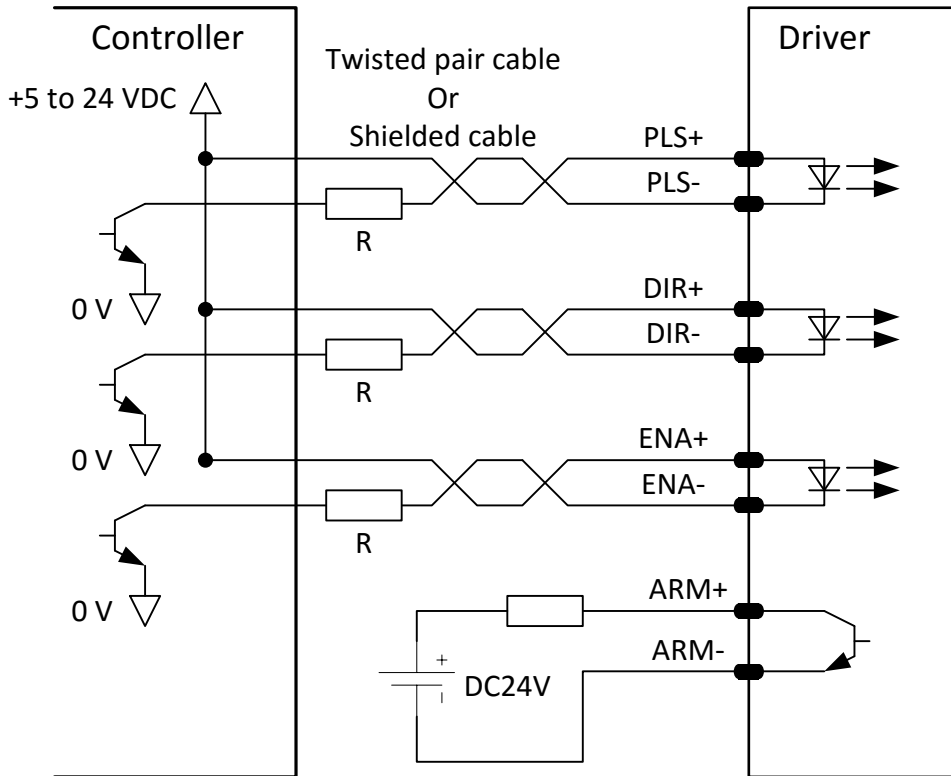 Controller
Driver
Twisted pair cable
Or
Shielded cable
+5 to 24 VDC
PLS+
PLS-
R
0 V
DIR+
DIR-
R
0 V
ENA+
ENA-
R
0 V
ARM+
ARM-
+
DC24V
-